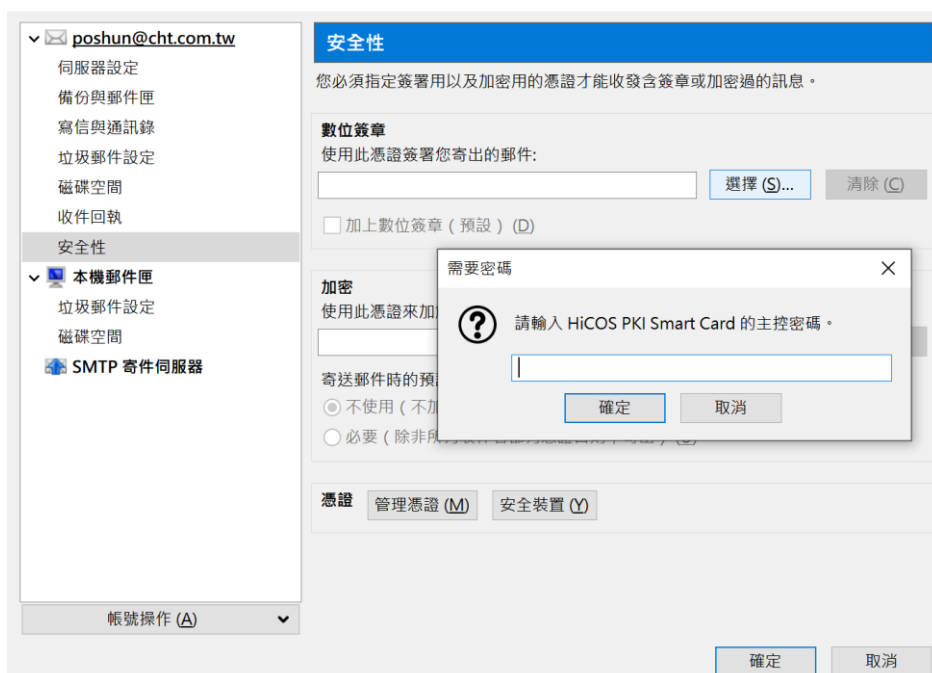 poshun@cht.com.tw
伺服器設定
備份與郵件匣
寫信與通訊錄
垃圾郵件設定
磁碟空間
收件回執
安全性
本機郵件匣
垃圾郵件設定
磁碟空間
SMTP 寄件伺服器
帳號操作 (A)
安全性
您必須指定簽署用以及加密用的憑證才能收發含簽章或加密過的訊息。
數位簽章
使用此憑證簽署您寄出的郵件:
選擇 (S)...
清除 (C)
加上數位簽章 ( 預設 ) (D)
加密
使用此憑證來加
寄送郵件時的預
不使用 ( 不加
必要 ( 除非所
需要密碼
請輸入 HiCOS PKI Smart Card 的主控密碼。
確定
取消
憑證
管理憑證 (M)
安全裝置 (Y)
確定
取消